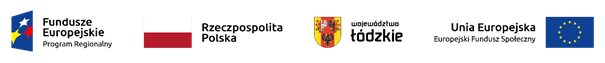 Fundusze
Europejskie
Program Regionalny
Rzeczpospolita
Polska
województwo
łódzkie
Unia Europejska
Europejski Fundusz Społeczny